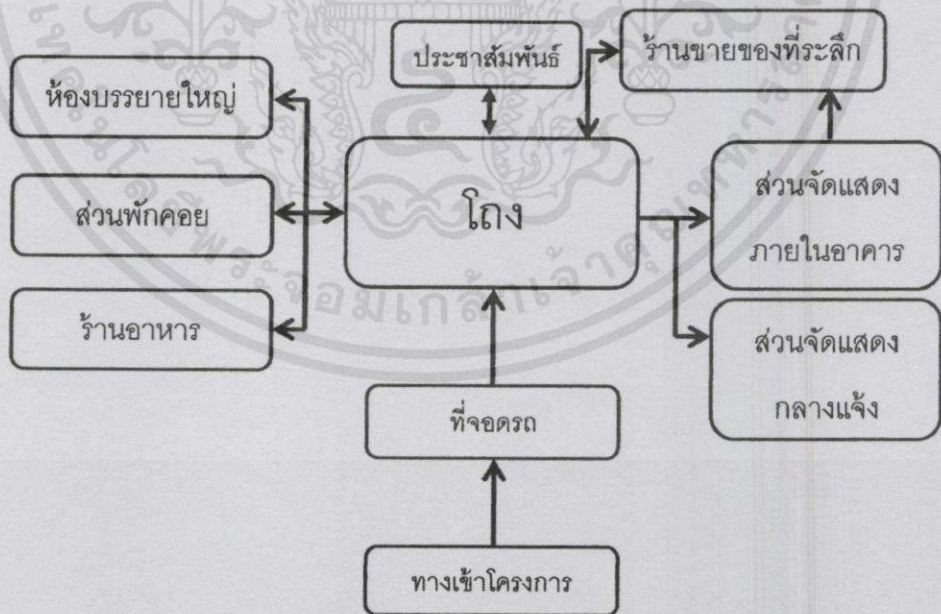 ประชาสัมพันธ์
ร้านขายของที่ระลึก
ห้องบรรยายใหญ่
ส่วนพักคอย
โถง
ส่วนจัดแสดง
ภายในอาคาร
ร้านอาหาร
ส่วนจัดแสดง
กลางแจ้ง
ที่จอดรถ
ทางเข้าโครงการ